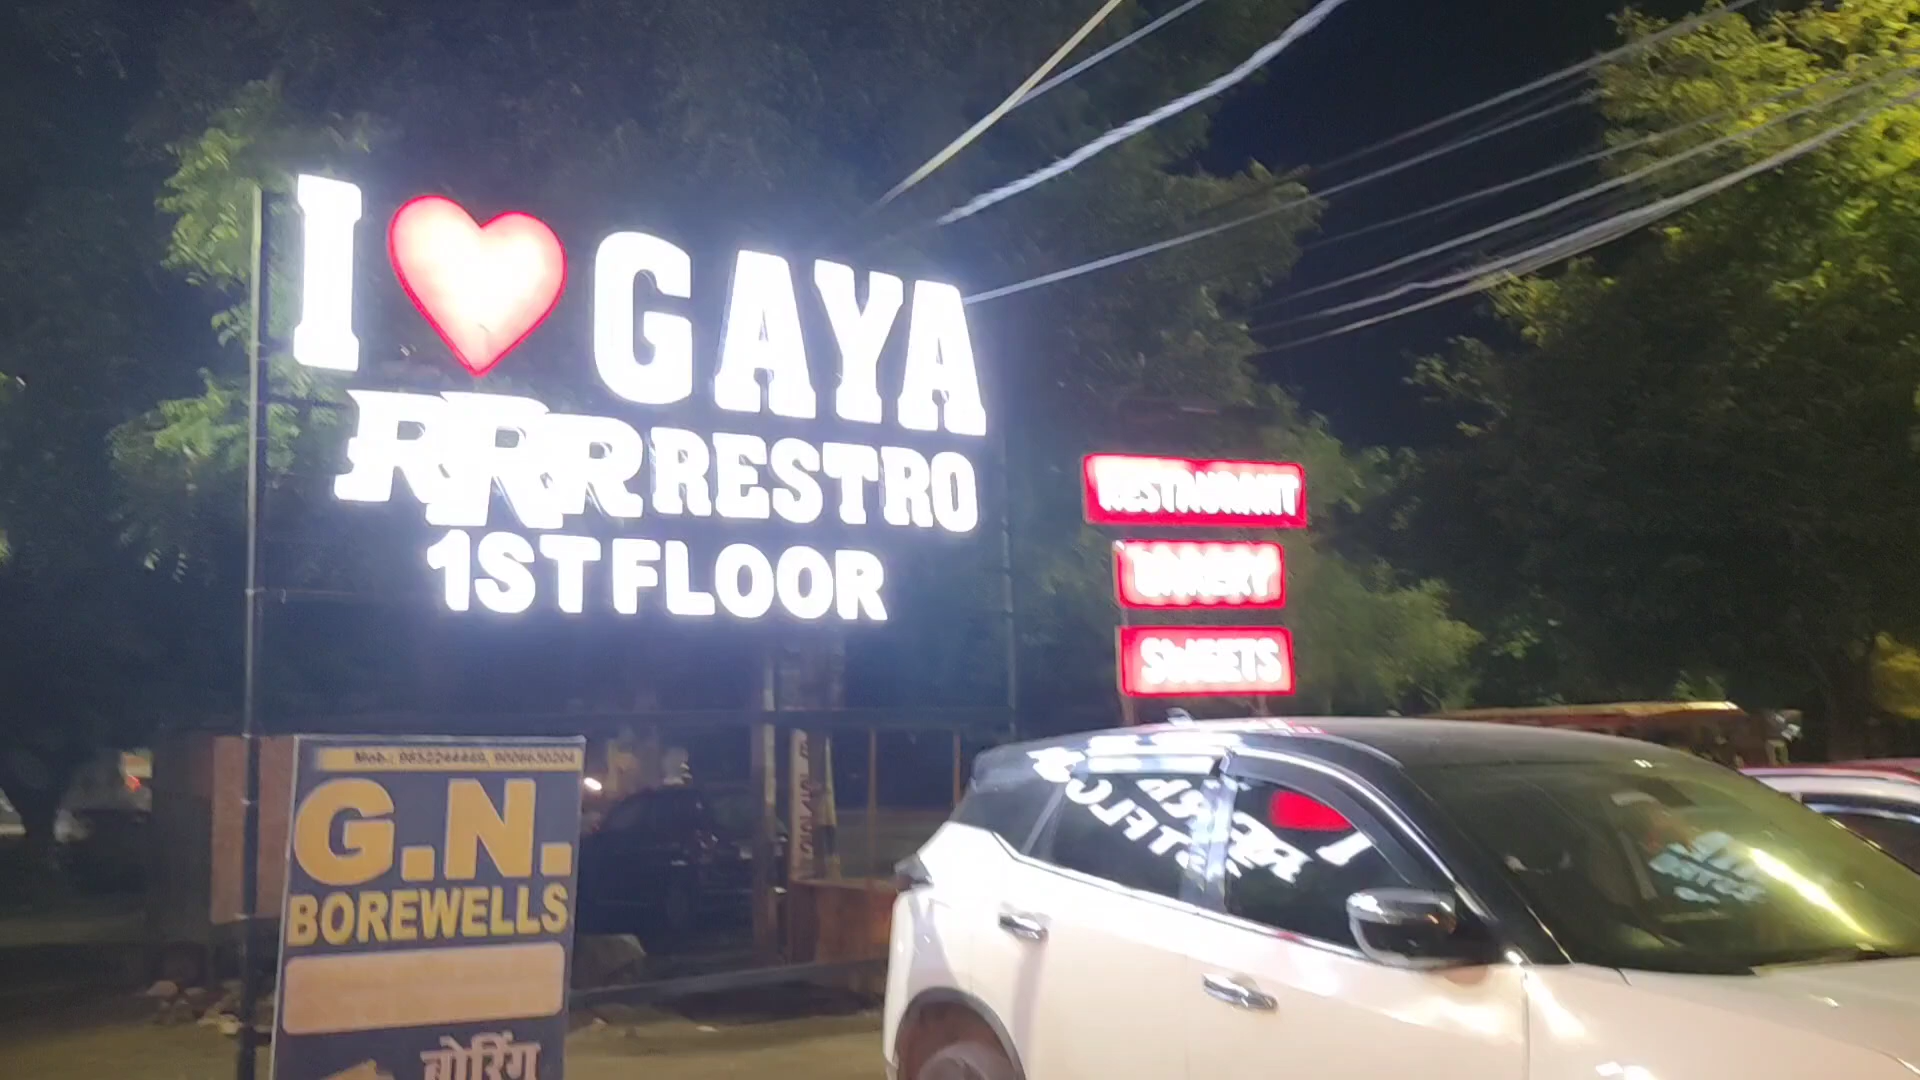 I ❤ GAYA
RRR RESTRO
1ST FLOOR
RESTAURANT
BAKERY
SWEETS
G.N.
BOREWELLS
बोरिंग